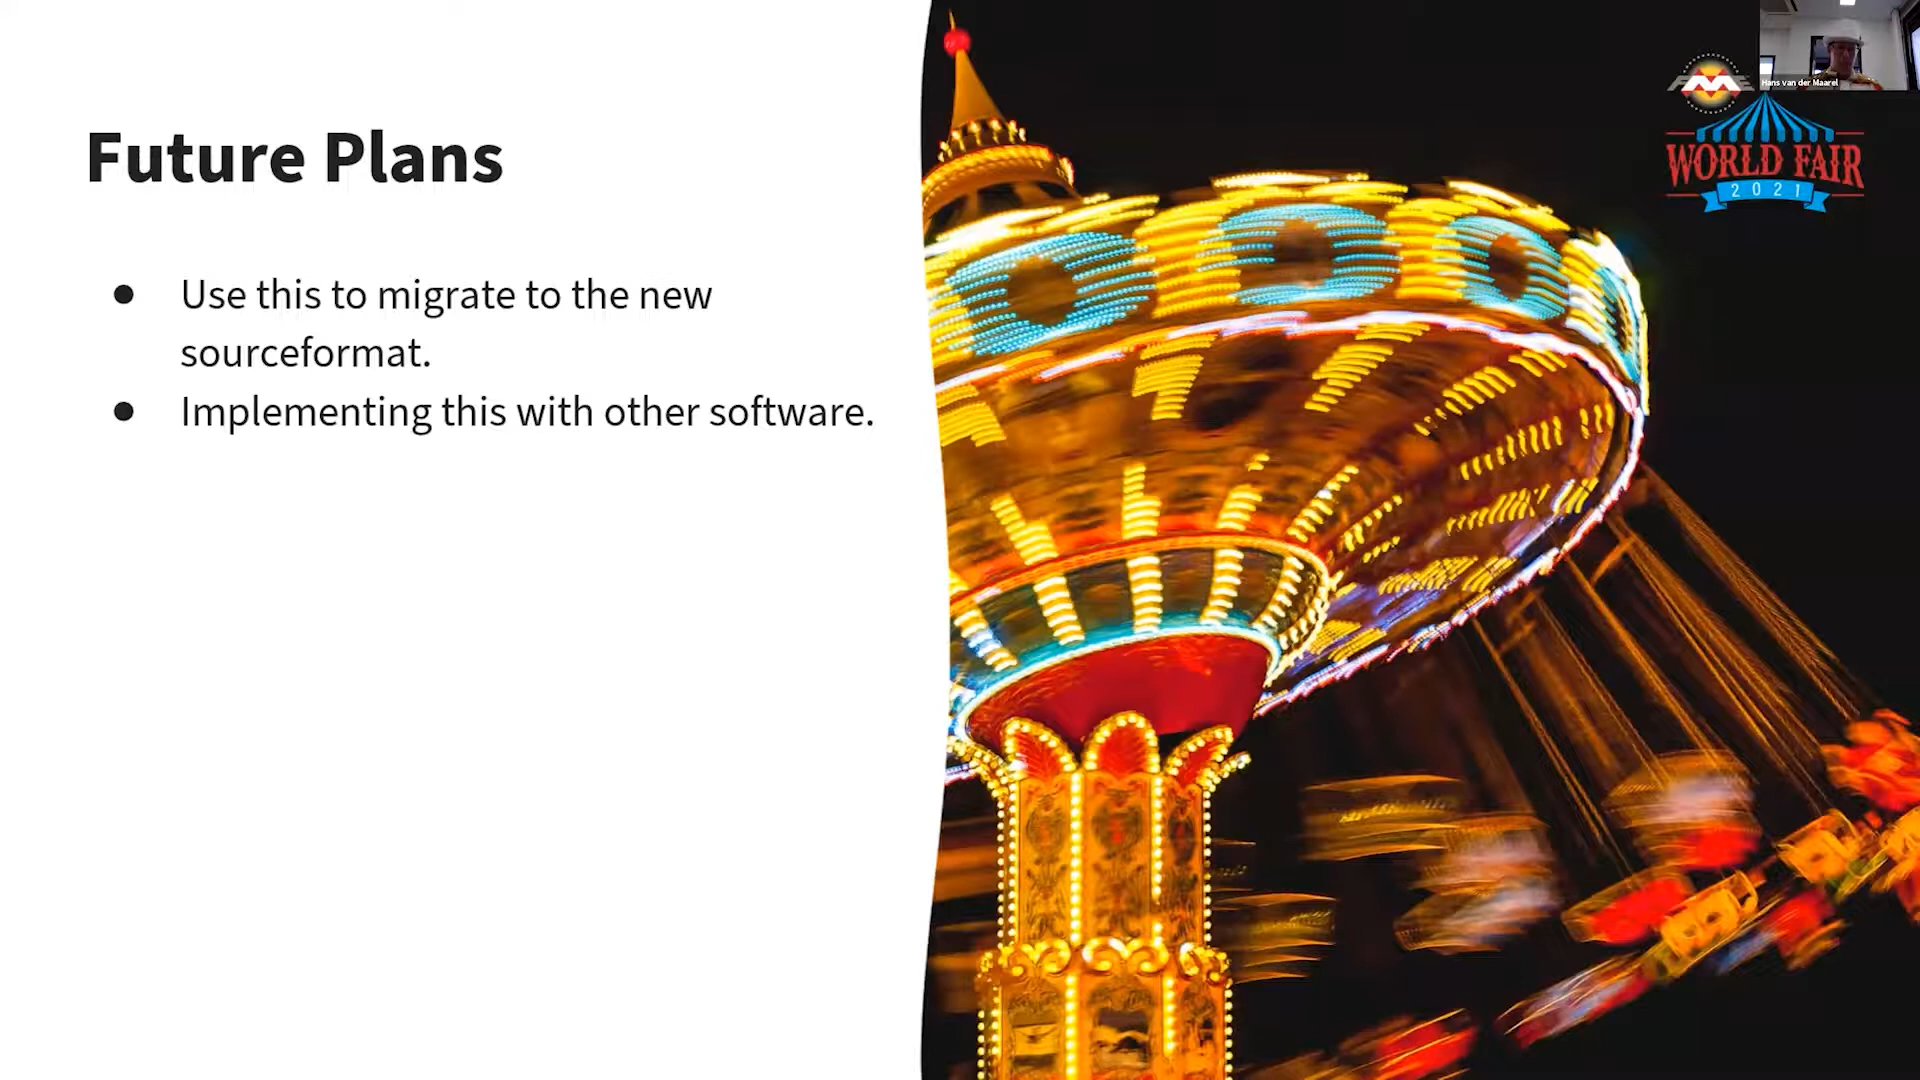 Future Plans
● Use this to migrate to the new
sourceformat.
● Implementing this with other software.
FME
Hans van der Maarel
WORLD FAIR
2021